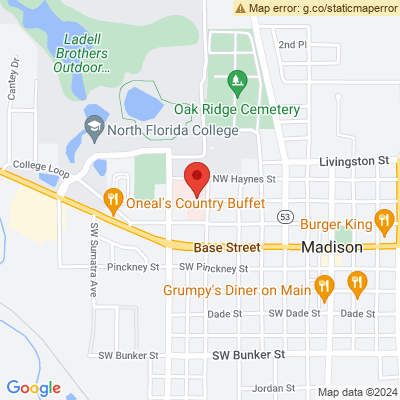 Map error: g.co/staticmaperror
Ladell
Brothers
Outdoor...
2nd Pl
Cantey Dr
Oak Ridge Cemetery
North Florida College
College Loop
Livingston St
NW Haynes St
Oneal's Country Buffet
53
Burger King
SW Sumatra Ave
Base Street
Madison
Pinckney St
SW Pinckney St
Grumpy's Diner on Main
Dade St
SW Dade St
Dade St
SW Bunker St
SW Bunker St
Jordan St
Google
Map data ©2024